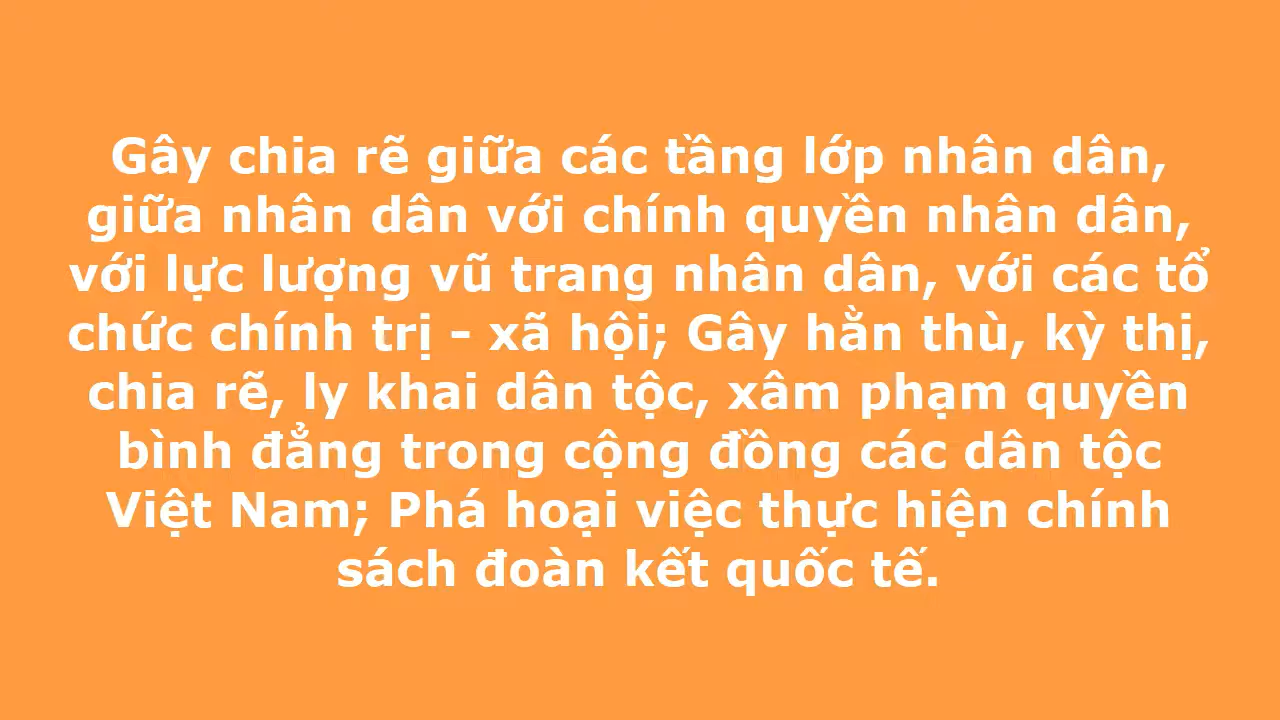 Gây chia rẽ giữa các tầng lớp nhân dân,
giữa nhân dân với chính quyền nhân dân,
với lực lượng vũ trang nhân dân, với các tổ
chức chính trị - xã hội; Gây hằn thù, kỳ thị,
chia rẽ, ly khai dân tộc, xâm phạm quyền
bình đẳng trong cộng đồng các dân tộc
Việt Nam; Phá hoại việc thực hiện chính
sách đoàn kết quốc tế.